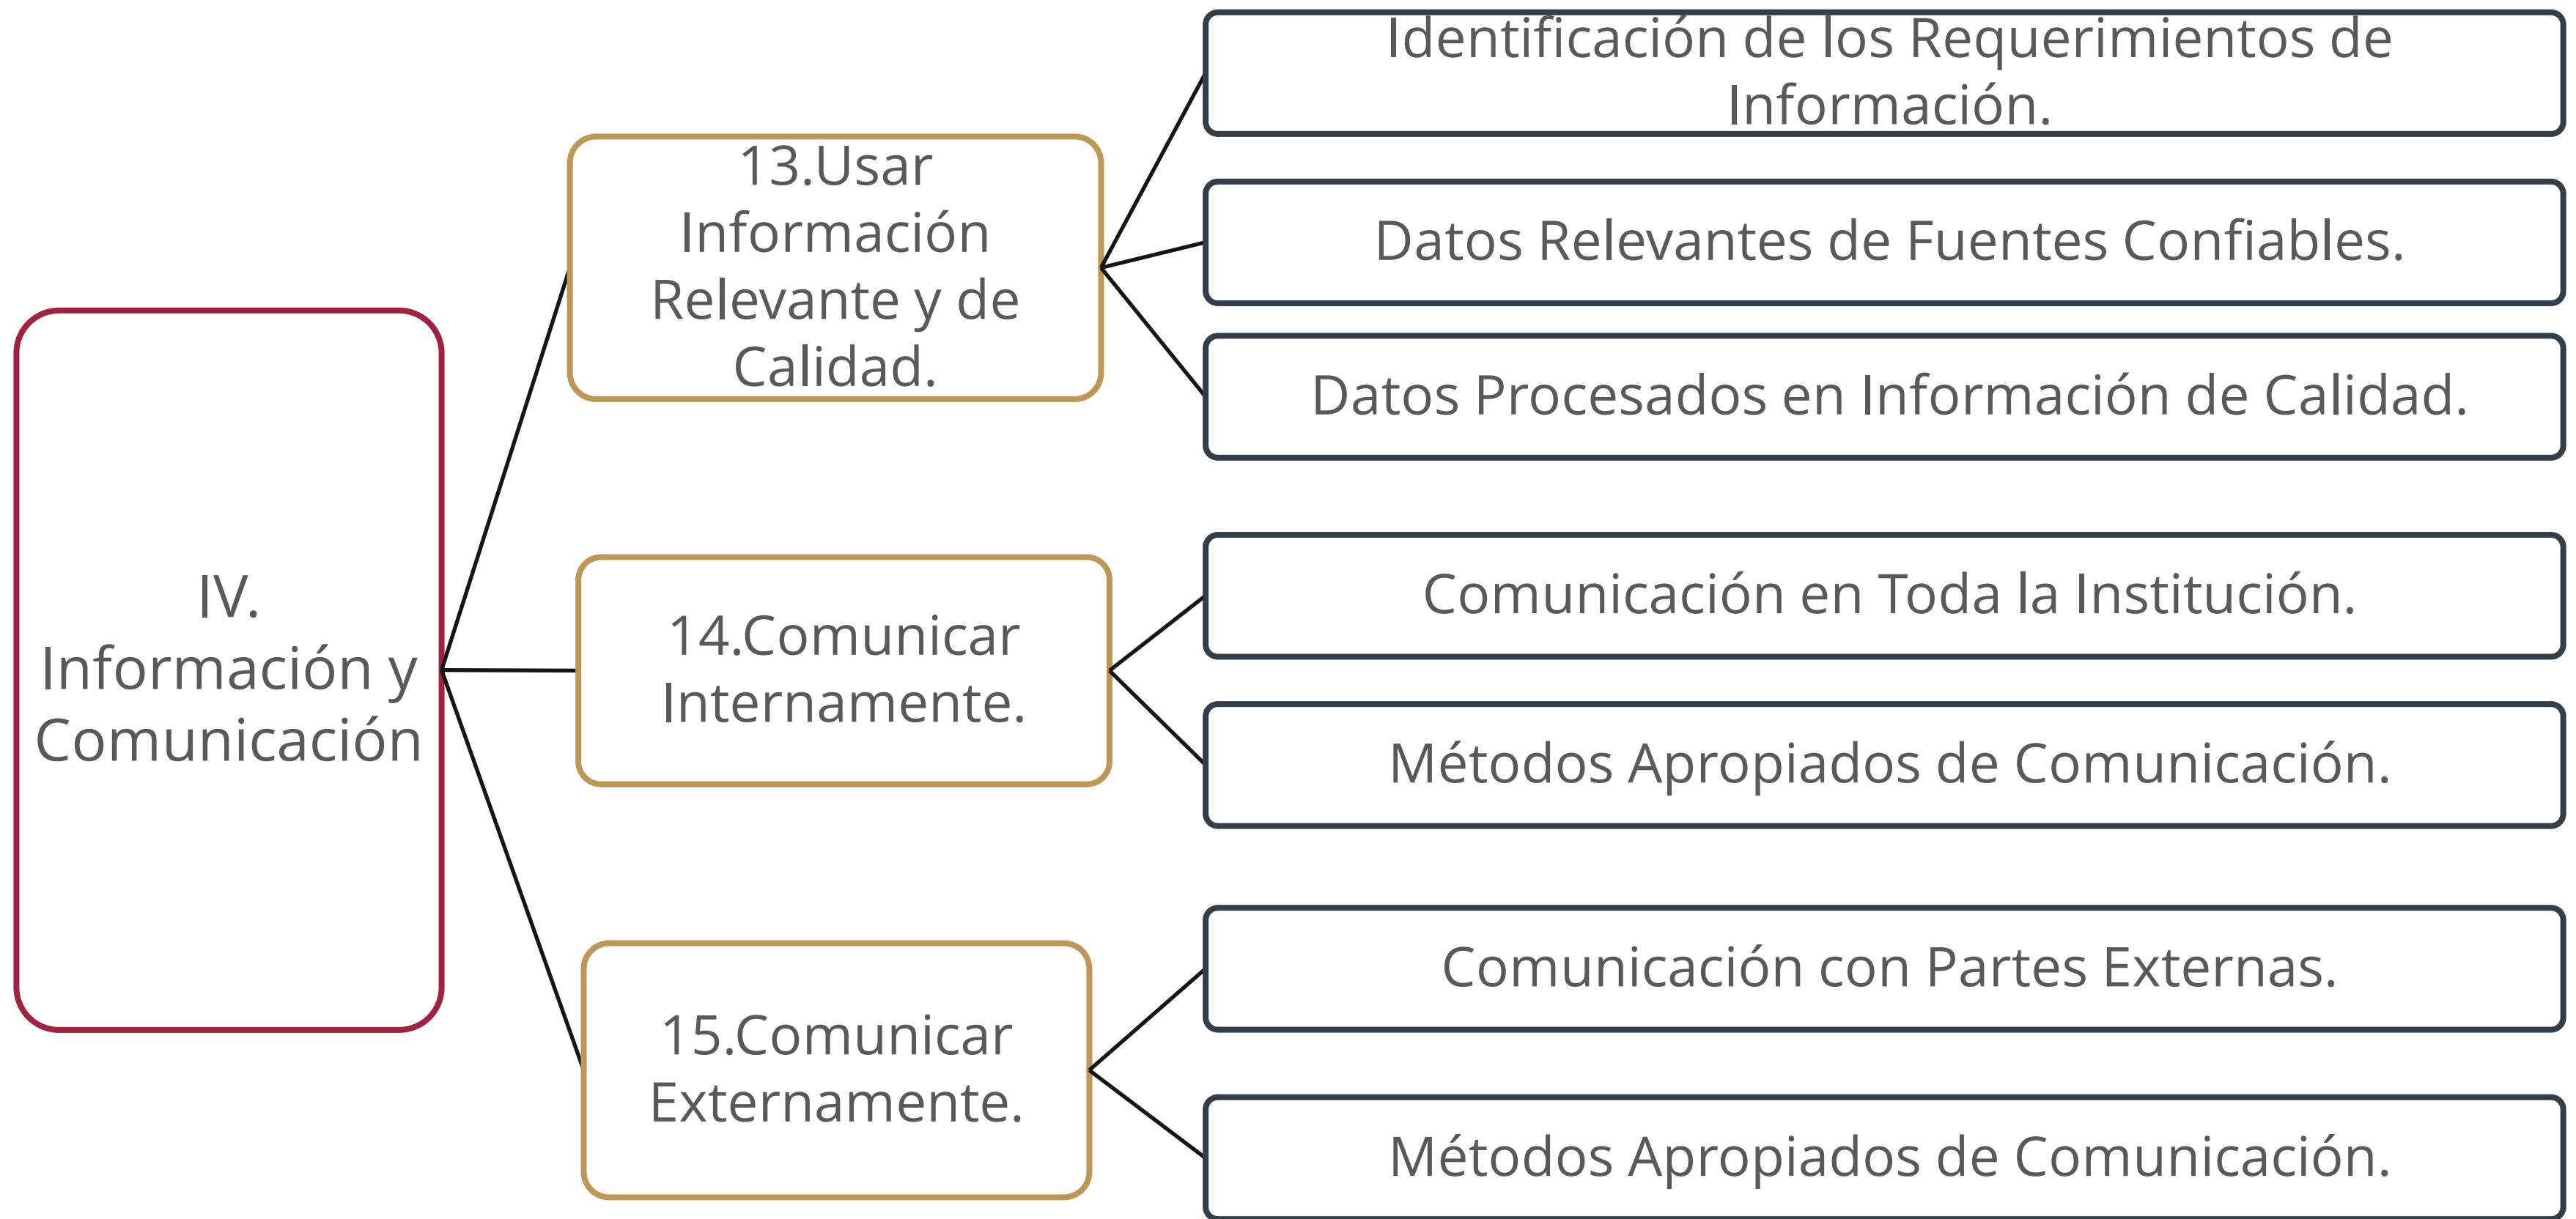 IV.
Información y
Comunicación
13.Usar
Información
Relevante y de
Calidad.
Identificación de los Requerimientos de
Información.
Datos Relevantes de Fuentes Confiables.
Datos Procesados en Información de Calidad.
14.Comunicar
Internamente.
Comunicación en Toda la Institución.
Métodos Apropiados de Comunicación.
15.Comunicar
Externamente.
Comunicación con Partes Externas.
Métodos Apropiados de Comunicación.